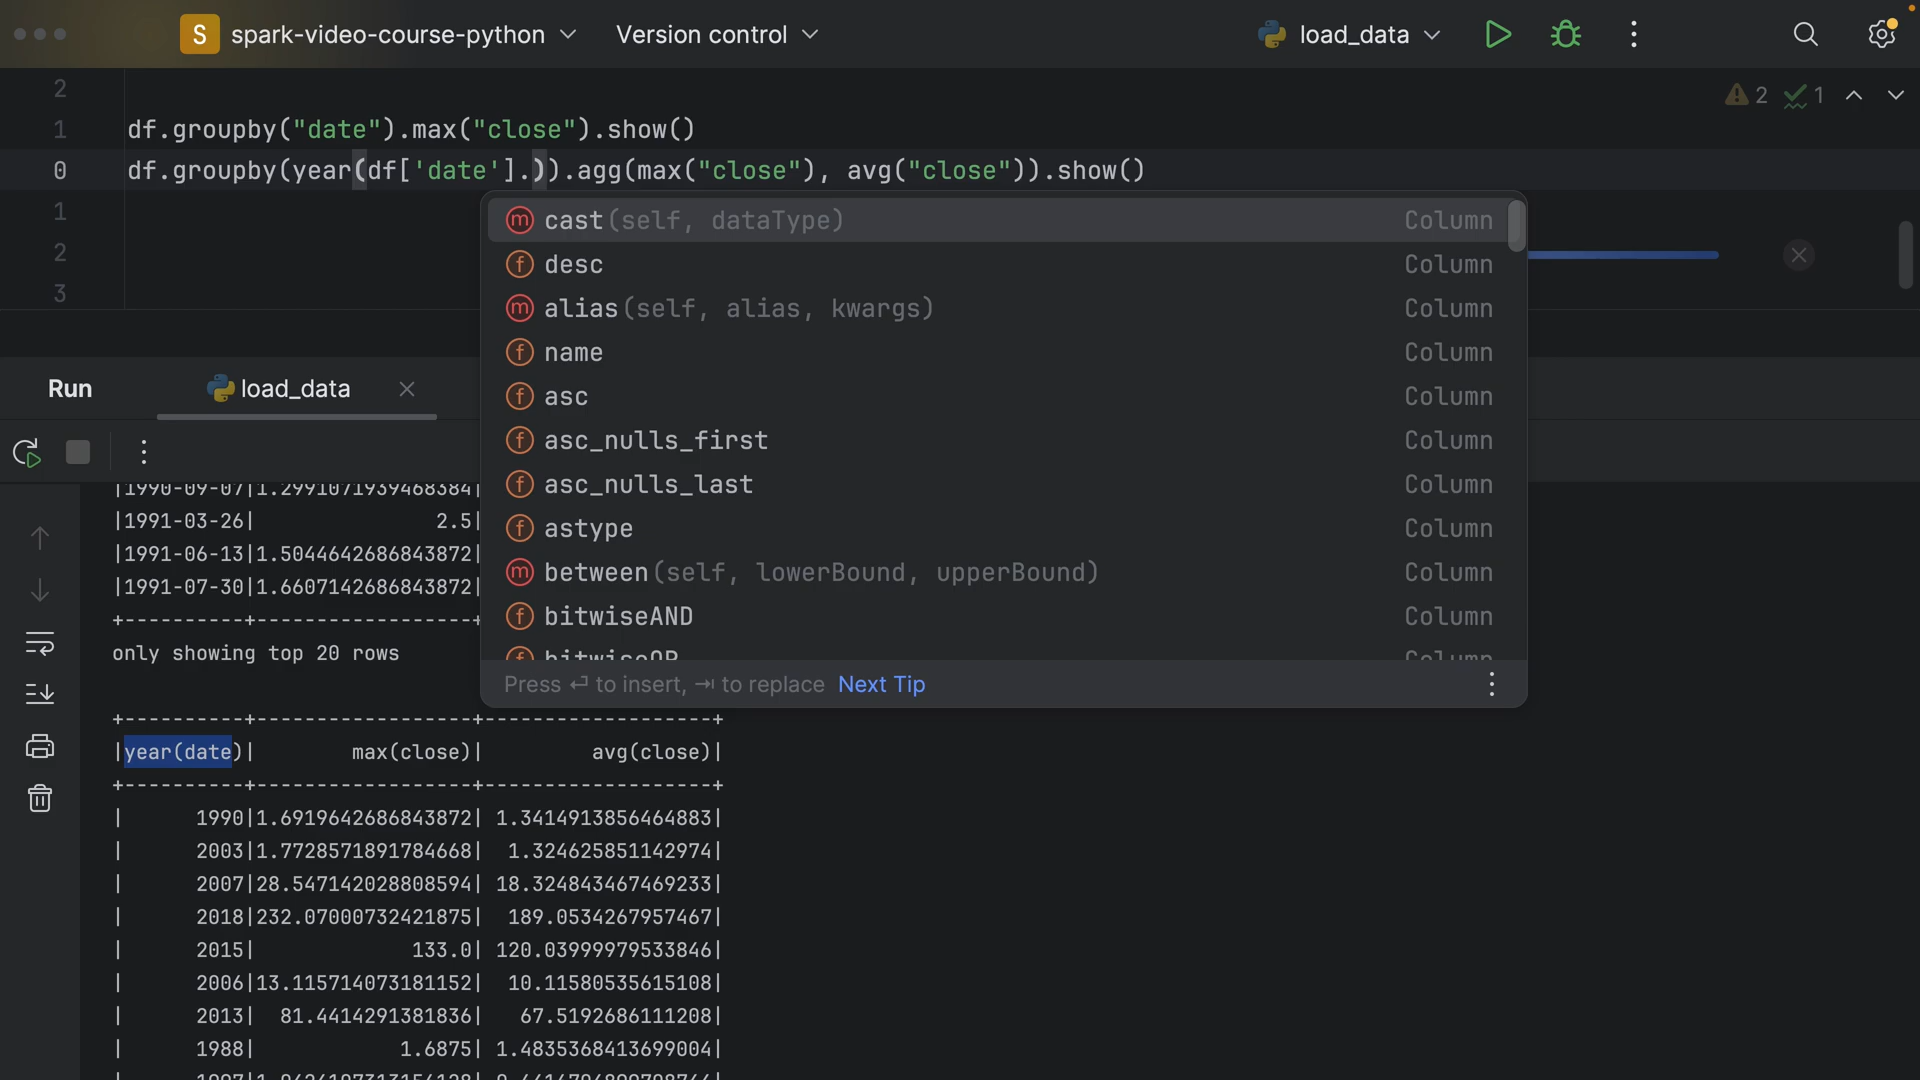 S spark-video-course-python Version control load_data
2
2 1
1 df.groupby("date").max("close").show()
0 df.groupby(year(df['date'].)).agg(max("close"), avg("close")).show()
1
2
3
cast(self, dataType) Column
desc Column
alias(self, alias, kwargs) Column
name Column
asc Column
asc_nulls_first Column
asc_nulls_last Column
astype Column
between(self, lowerBound, upperBound) Column
bitwiseAND Column
bitwiseOR Column
Press ⏎ to insert, ⇥ to replace Next Tip
Run load_data
|1990-09-07|1.2991071939468384|
|1991-03-26| 2.5|
|1991-06-13|1.5044642686843872|
|1991-07-30|1.6607142686843872|
+----------+------------------+
only showing top 20 rows
+----------+------------------+------------------+
|year(date)| max(close)| avg(close)|
+----------+------------------+------------------+
| 1990|1.6919642686843872| 1.3414913856464883|
| 2003|1.7728571891784668| 1.324625851142974|
| 2007|28.547142028808594| 18.324843467469233|
| 2018|232.07000732421875| 189.0534267957467|
| 2015| 133.0| 120.03999979533846|
| 2006|13.115714073181152| 10.11580535615108|
| 2013| 81.4414291381836| 67.5192686111208|
| 1988| 1.6875| 1.4835368413699004|